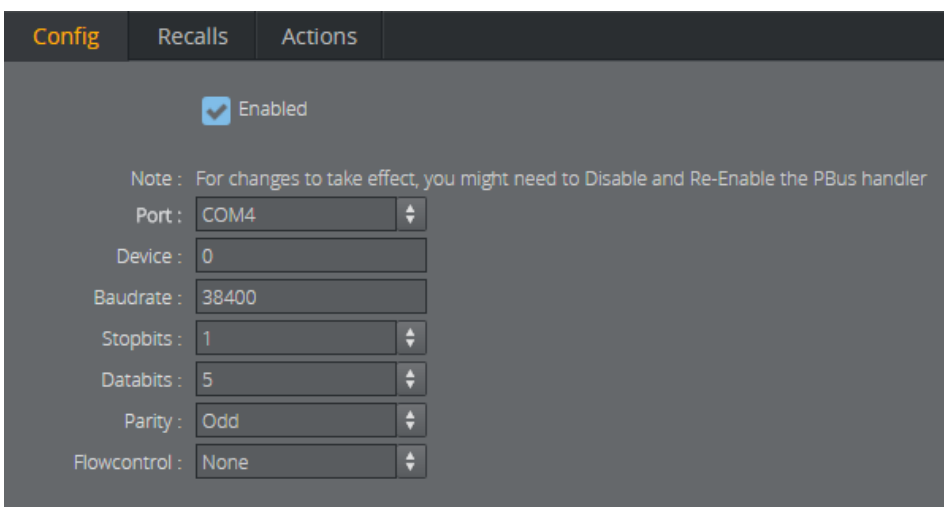 Config Recalls Actions
Enabled
Note : For changes to take effect, you might need to Disable and Re-Enable the PBus handler
Port : COM4
Device : 0
Baudrate : 38400
Stopbits : 1
Databits : 5
Parity : Odd
Flowcontrol : None